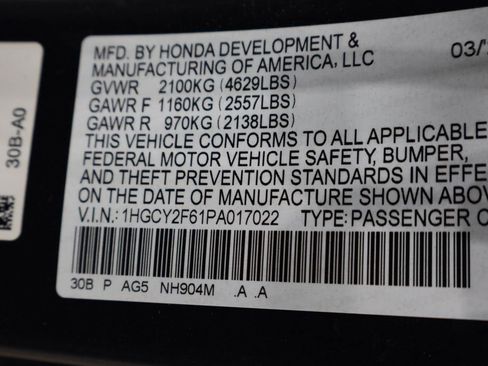 MFD. BY HONDA DEVELOPMENT &
MANUFACTURING OF AMERICA, LLC 03/
GVWR 2100KG (4629LBS)
GAWR F 1160KG (2557LBS)
GAWR R 970KG (2138LBS)
THIS VEHICLE CONFORMS TO ALL APPLICABLE
FEDERAL MOTOR VEHICLE SAFETY, BUMPER,
AND THEFT PREVENTION STANDARDS IN EFFE
ON THE DATE OF MANUFACTURE SHOWN ABOV
V.I.N.: 1HGCY2F61PA017022 TYPE: PASSENGER C
30B P AG5 NH904M .A .A
30B-A0